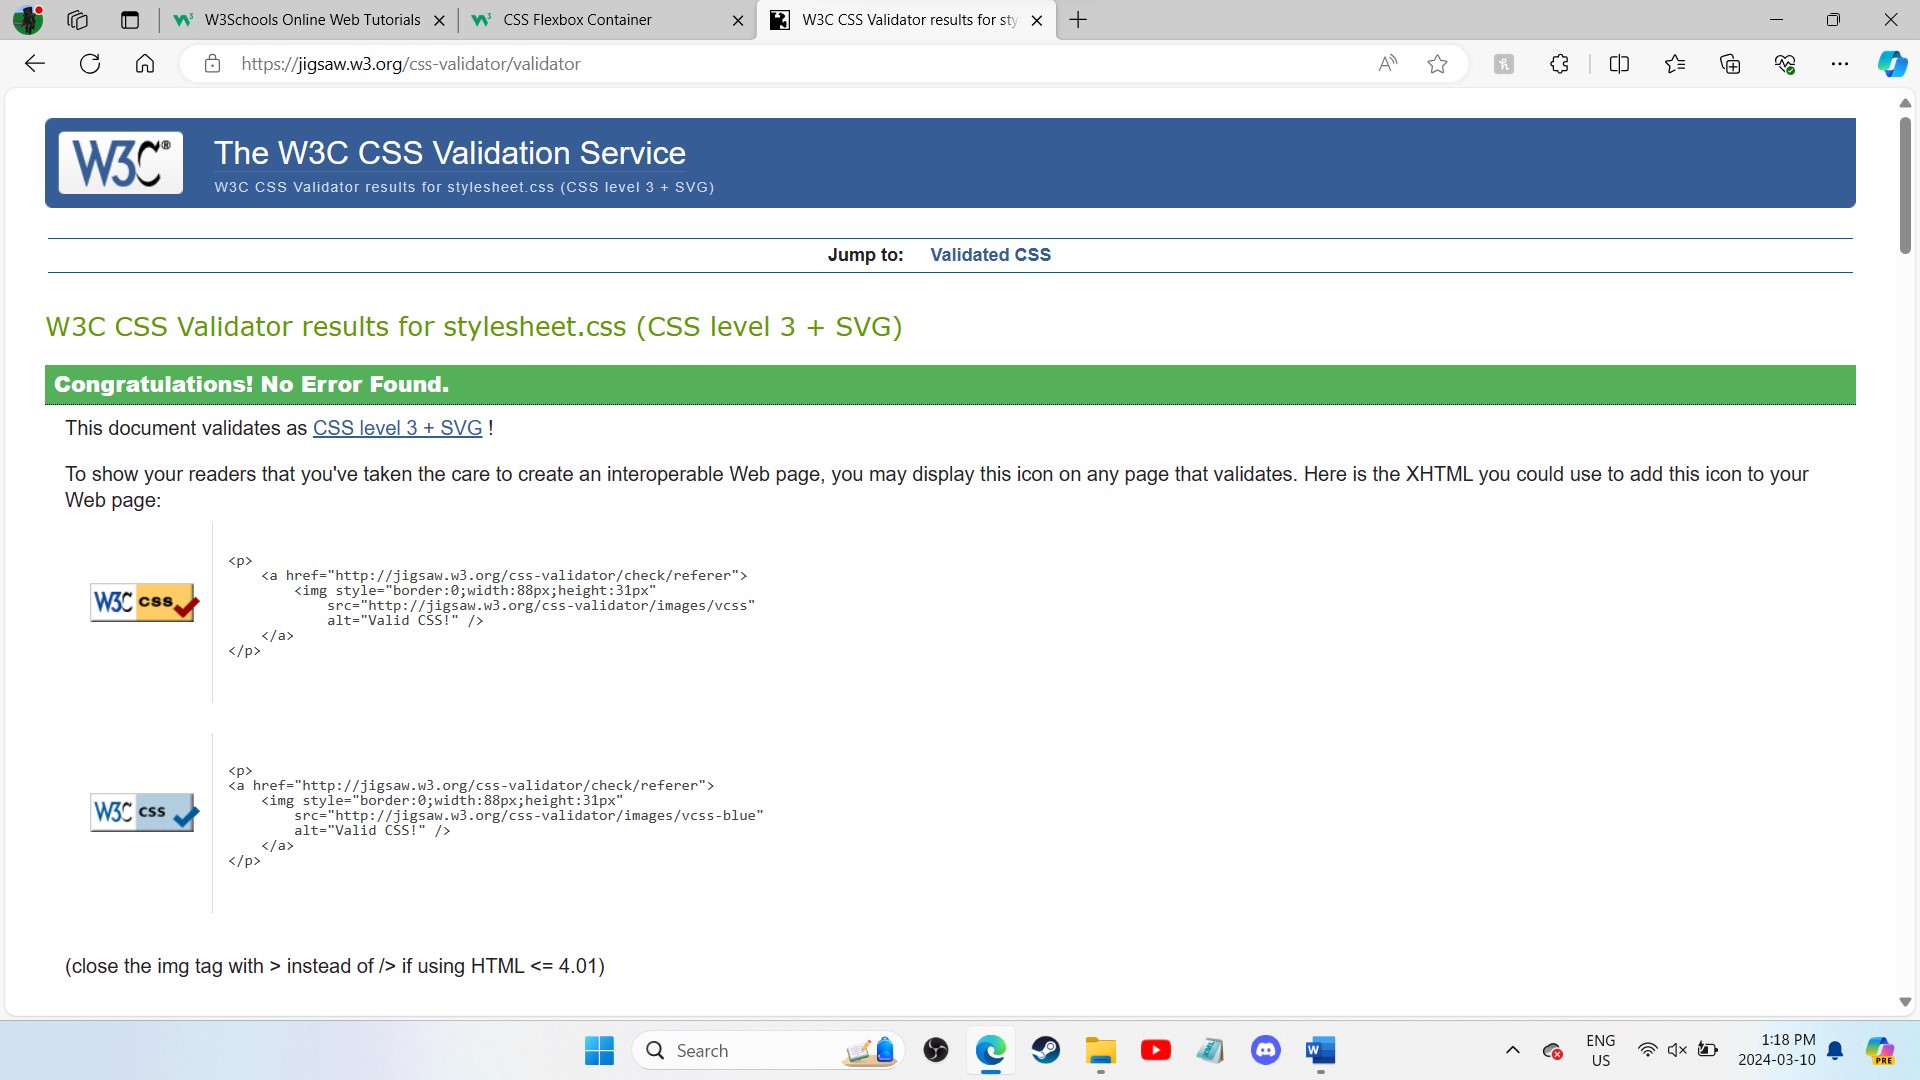 W3Schools Online Web Tutorials
CSS Flexbox Container
W3C CSS Validator results for sty
https://jigsaw.w3.org/css-validator/validator
W3C®
The W3C CSS Validation Service
W3C CSS Validator results for stylesheet.css (CSS level 3 + SVG)
Jump to: Validated CSS
W3C CSS Validator results for stylesheet.css (CSS level 3 + SVG)
Congratulations! No Error Found.
This document validates as CSS level 3 + SVG !
To show your readers that you've taken the care to create an interoperable Web page, you may display this icon on any page that validates. Here is the XHTML you could use to add this icon to your
Web page:
<p>
<a href="http://jigsaw.w3.org/css-validator/check/referer">
<img style="border:0;width:88px;height:31px"
src="http://jigsaw.w3.org/css-validator/images/vcss"
alt="Valid CSS!" />
</a>
</p>
W3C css
<p>
<a href="http://jigsaw.w3.org/css-validator/check/referer">
<img style="border:0;width:88px;height:31px"
src="http://jigsaw.w3.org/css-validator/images/vcss-blue"
alt="Valid CSS!" />
</a>
</p>
W3C css
(close the img tag with > instead of /> if using HTML <= 4.01)
Search
ENG
US
1:18 PM
2024-03-10
PRE